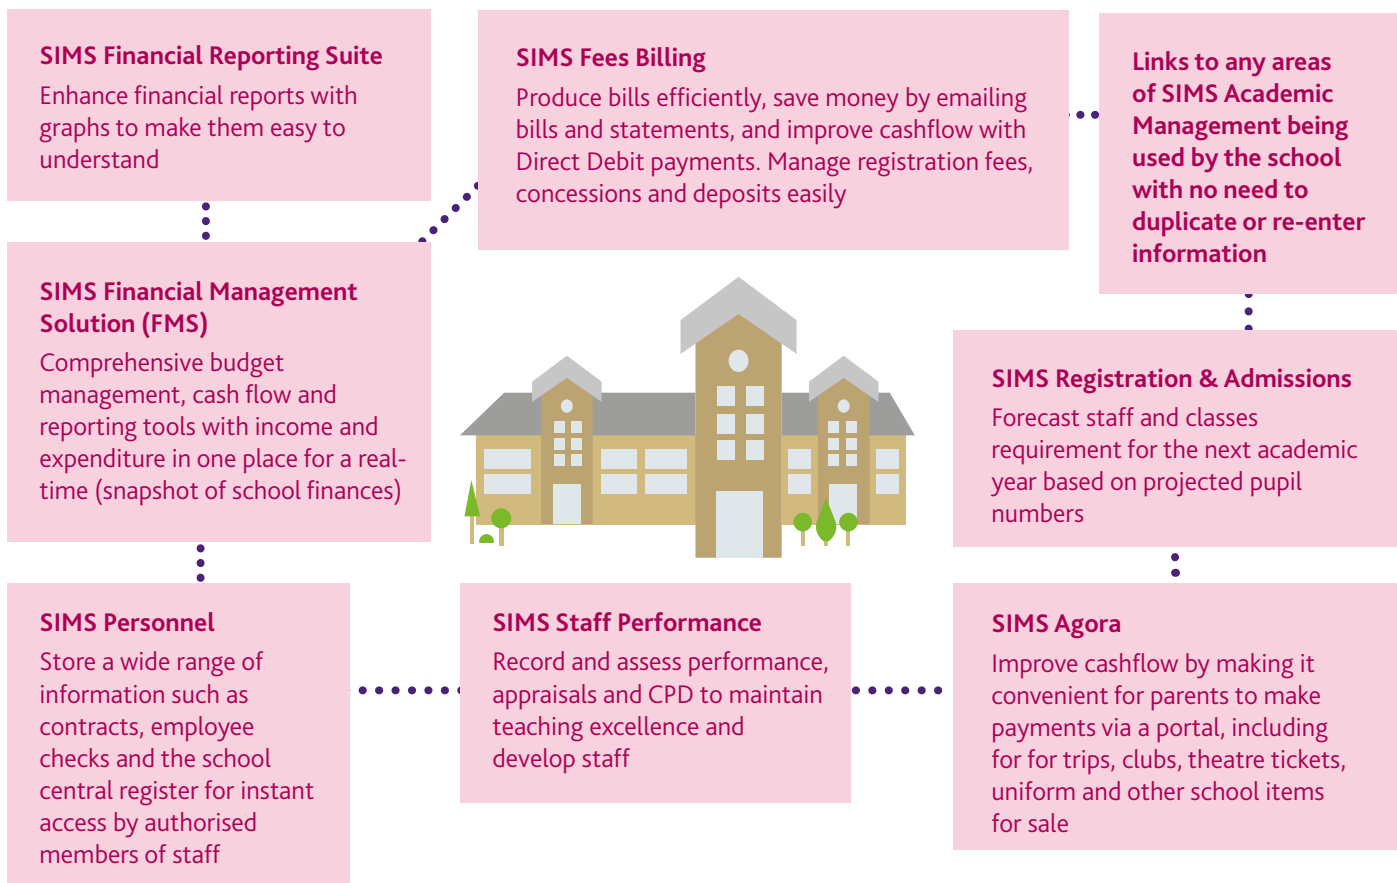 SIMS Financial Reporting Suite
Enhance financial reports with
graphs to make them easy to
understand
SIMS Fees Billing
Produce bills efficiently, save money by emailing
bills and statements, and improve cashflow with
Direct Debit payments. Manage registration fees,
concessions and deposits easily
Links to any areas
of SIMS Academic
Management being
used by the school
with no need to
duplicate or re-enter
information
SIMS Financial Management
Solution (FMS)
Comprehensive budget
management, cash flow and
reporting tools with income and
expenditure in one place for a real-
time (snapshot of school finances)
SIMS Registration & Admissions
Forecast staff and classes
requirement for the next academic
year based on projected pupil
numbers
SIMS Personnel
Store a wide range of
information such as
contracts, employee
checks and the school
central register for instant
access by authorised
members of staff
SIMS Staff Performance
Record and assess performance,
appraisals and CPD to maintain
teaching excellence and
develop staff
SIMS Agora
Improve cashflow by making it
convenient for parents to make
payments via a portal, including
for for trips, clubs, theatre tickets,
uniform and other school items
for sale